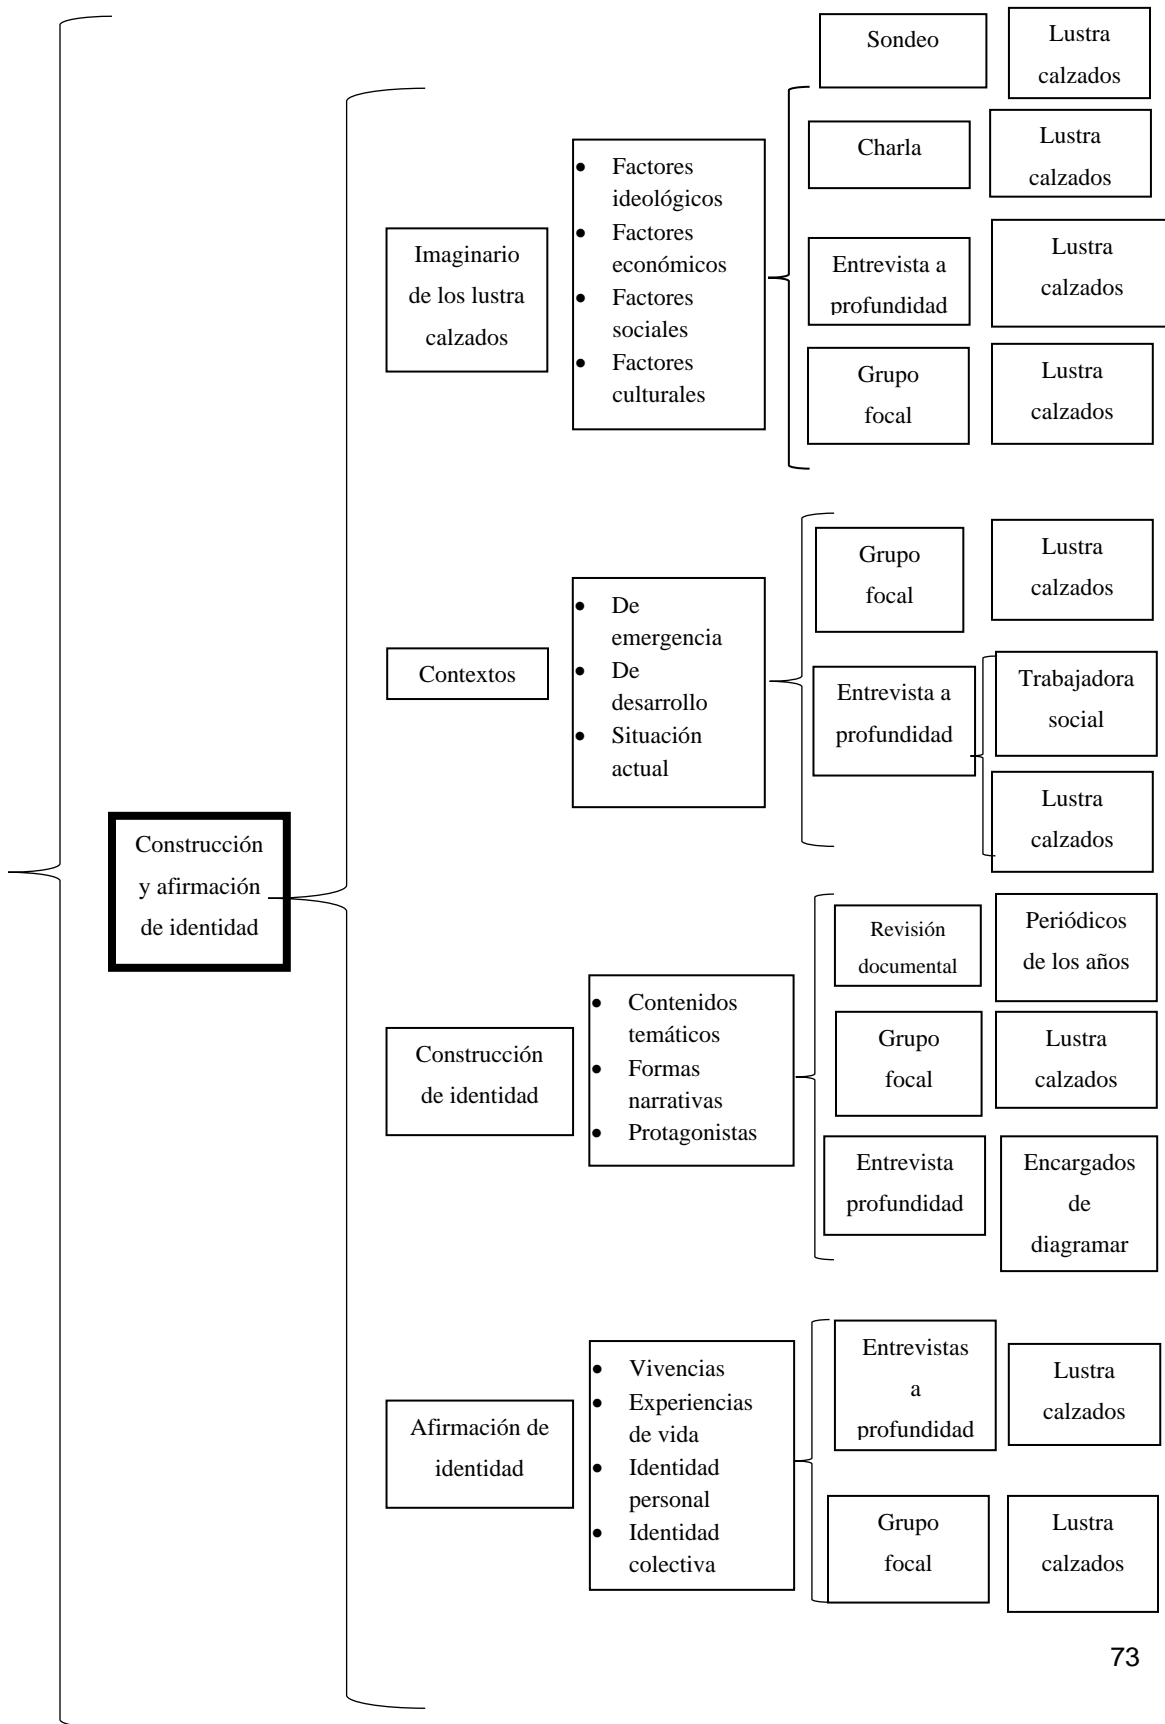 Sondeo
Lustra
calzados
Charla
Lustra
calzados
Imaginario
de los lustra
calzados
• Factores
ideológicos
• Factores
económicos
• Factores
sociales
• Factores
culturales
Entrevista a
profundidad
Lustra
calzados
Grupo
focal
Lustra
calzados
Contextos
• De
emergencia
• De
desarrollo
• Situación
actual
Grupo
focal
Lustra
calzados
Entrevista a
profundidad
Trabajadora
social
Lustra
calzados
Construcción
y afirmación
de identidad
Construcción
de identidad
• Contenidos
temáticos
• Formas
narrativas
• Protagonistas
Revisión
documental
Periódicos
de los años
Grupo
focal
Lustra
calzados
Entrevista
profundidad
Encargados
de
diagramar
Afirmación de
identidad
• Vivencias
• Experiencias
de vida
• Identidad
personal
• Identidad
colectiva
Entrevistas
a
profundidad
Lustra
calzados
Grupo
focal
Lustra
calzados
73